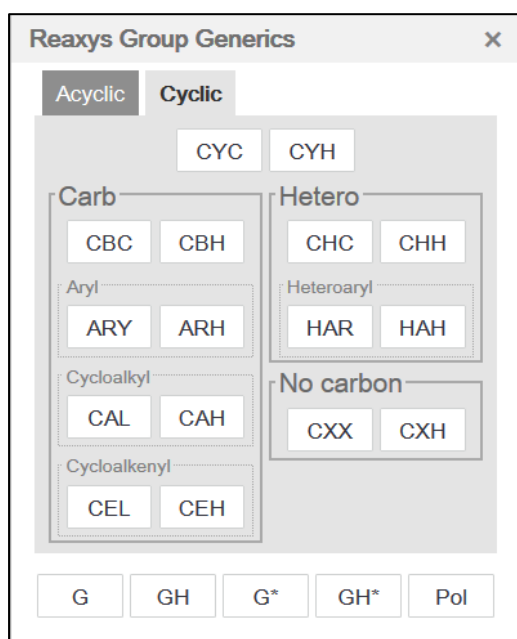 Reaxys Group Generics ×
Acyclic Cyclic
CYC CYH
Carb
CBC CBH
Aryl
ARY ARH
Cycloalkyl
CAL CAH
Cycloalkenyl
CEL CEH
Hetero
CHC CHH
Heteroaryl
HAR HAH
No carbon
CXX CXH
G GH G* GH* Pol